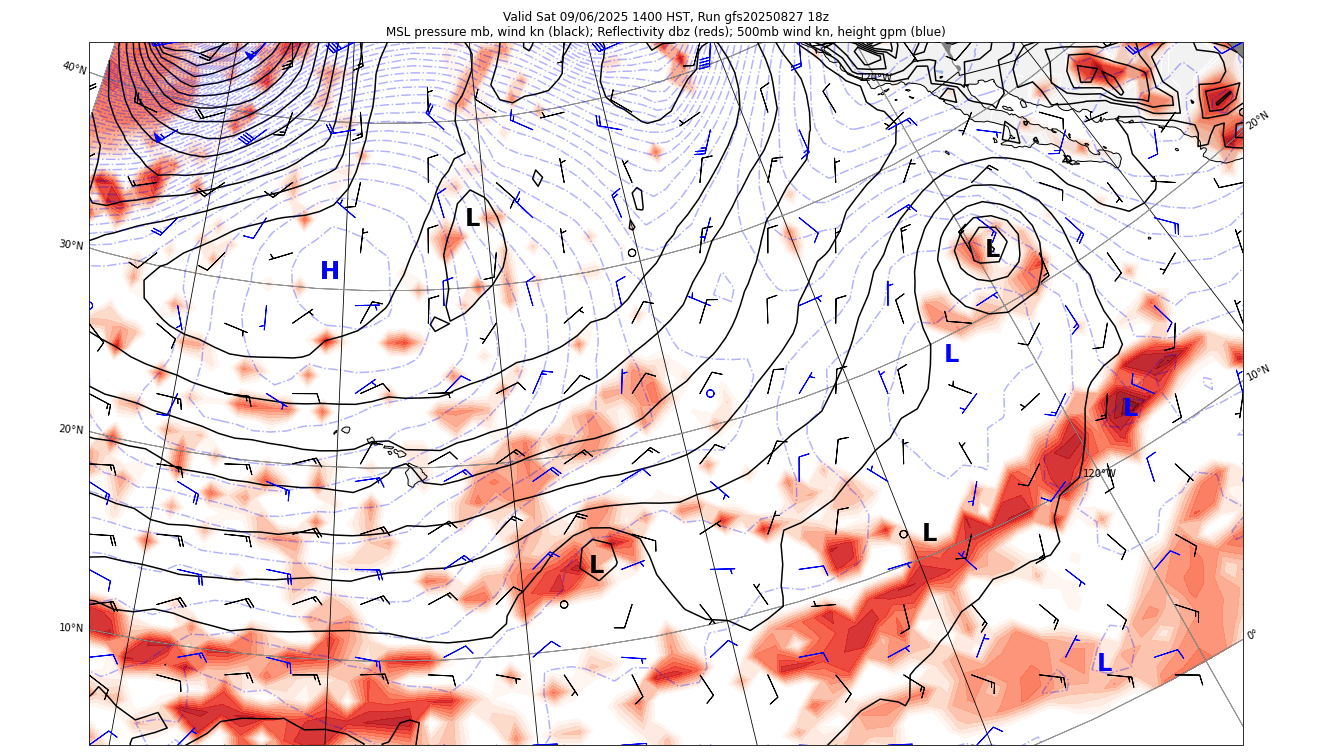 Valid Sat 09/06/2025 1400 HST, Run gfs20250827 18z
MSL pressure mb, wind kn (black); Reflectivity dbz (reds); 500mb wind kn, height gpm (blue)
40°N
20°N
L
30°N
L
H
L
10°N
L
20°N
120°W
L
L
10°N
0°
L